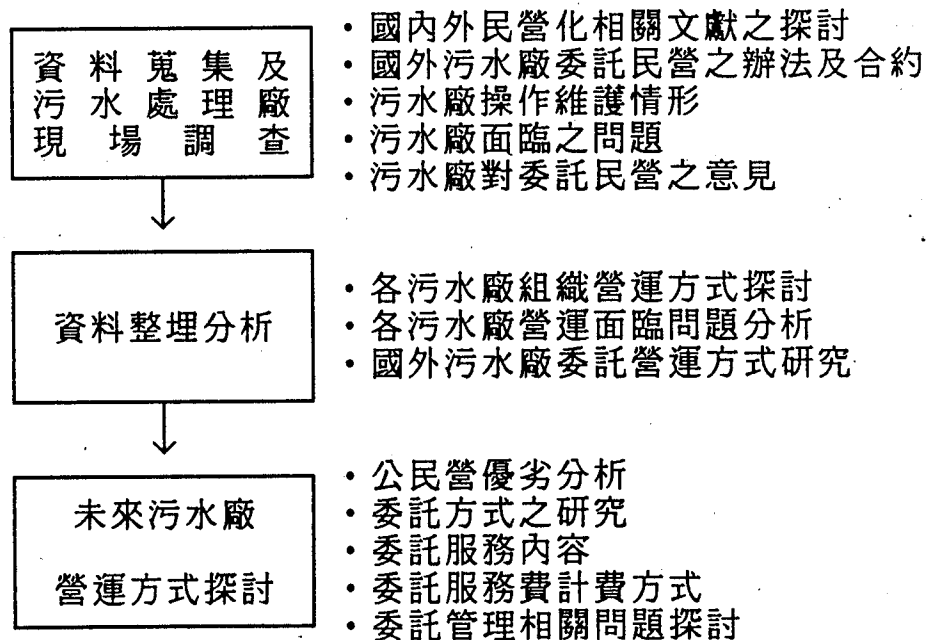 資料蒐集及
污水處理廠
現場調查
・國內外民營化相關文獻之探討
・國外污水廠委託民營之辦法及合約
・污水廠操作維護情形
・污水廠面臨之問題
・污水廠對委託民營之意見
資料整理分析
・各污水廠組織營運方式探討
・各污水廠營運面臨問題分析
・國外污水廠委託營運方式研究
未來污水廠
營運方式探討
・公民營優劣分析
・委託方式之研究
・委託服務內容
・委託服務費計費方式
・委託管理相關問題探討